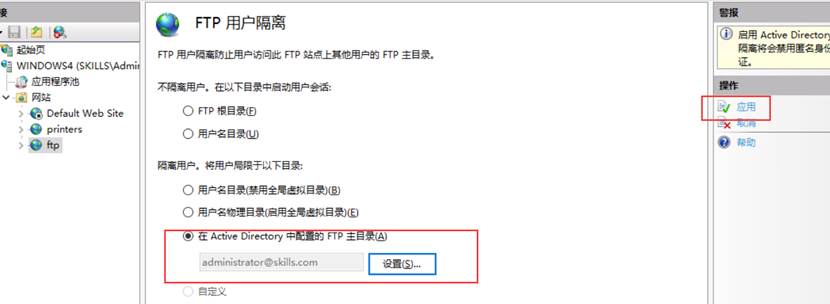 接
起始页
WINDOWS4 (SKILLS\Admir
应用程序池
网站
Default Web Site
printers
ftp
FTP 用户隔离
FTP 用户隔离防止用户访问此 FTP 站点上其他用户的 FTP 主目录。
不隔离用户。在以下目录中启动用户会话:
FTP 根目录(F)
用户名目录(U)
隔离用户。将用户局限于以下目录:
用户名目录(禁用全局虚拟目录)(B)
用户名物理目录(启用全局虚拟目录)(E)
在 Active Directory 中配置的 FTP 主目录(A)
administrator@skills.com
设置(S)...
自定义
警报
启用 Active Directory
隔离将会禁用匿名身份
证。
操作
应用
取消
帮助